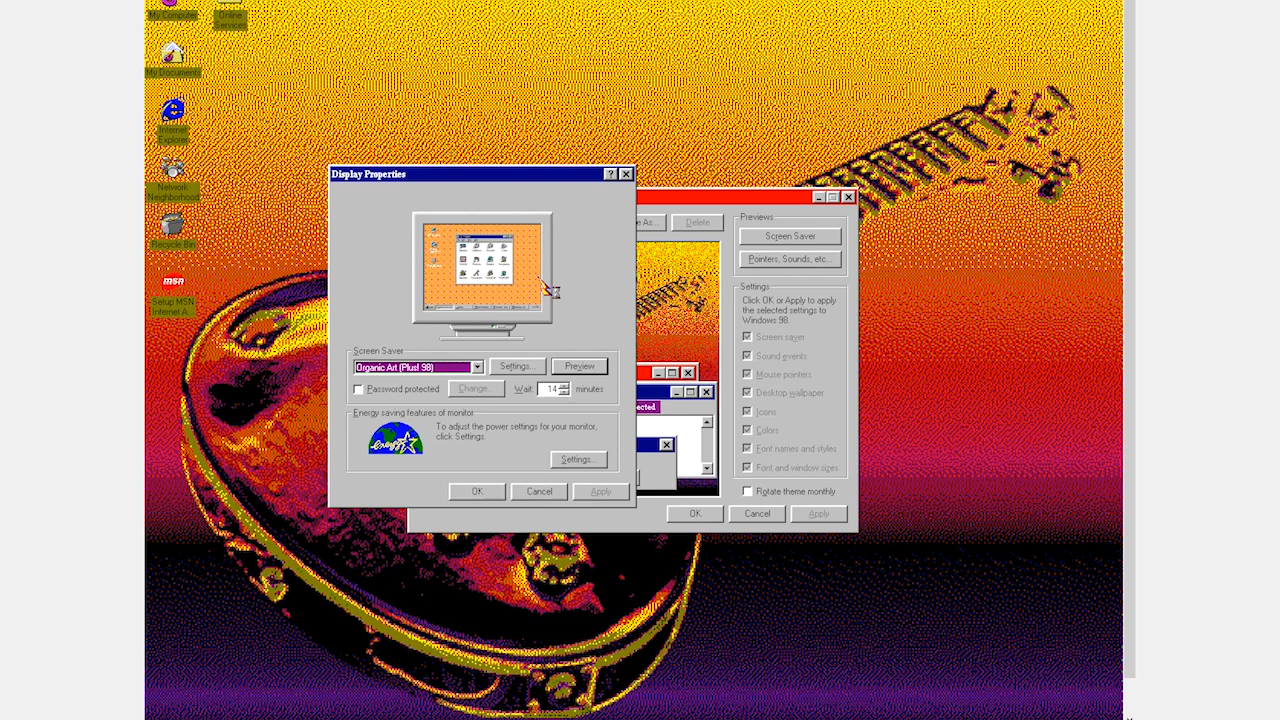 My Computer
Online
Services
My Documents
Internet
Explorer
Network
Neighborhood
Recycle Bin
msn
Setup MSN
Internet A...
Display Properties
Screen Saver
Organic Art (Plus! 98)
Settings...
Preview
Password protected
Change...
Wait:
14
minutes
Energy saving features of monitor
To adjust the power settings for your monitor,
click Settings.
Settings...
OK
Cancel
Apply
As...
Delete
Previews
Screen Saver
Pointers, Sounds, etc...
Settings
Click OK or Apply to apply
the selected settings to
Windows 98.
Screen saver
Sound events
Mouse pointers
Desktop wallpaper
Icons
Colors
Font names and styles
Font and window sizes
Rotate theme monthly
ected
OK
Cancel
Apply